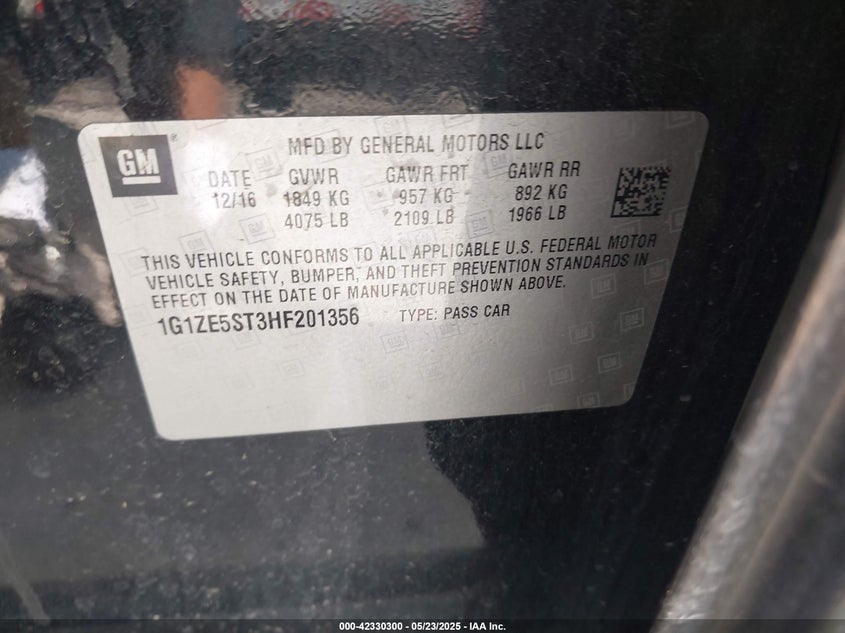 GM
MFD BY GENERAL MOTORS LLC
DATE GVWR GAWR FRT GAWR RR
12/16 1849 KG 957 KG 892 KG
4075 LB 2109 LB 1966 LB
THIS VEHICLE CONFORMS TO ALL APPLICABLE U.S. FEDERAL MOTOR
VEHICLE SAFETY, BUMPER, AND THEFT PREVENTION STANDARDS IN
EFFECT ON THE DATE OF MANUFACTURE SHOWN ABOVE.
1G1ZE5ST3HF201356 TYPE: PASS CAR
000-42330300 - 05/23/2025 - IAA Inc.